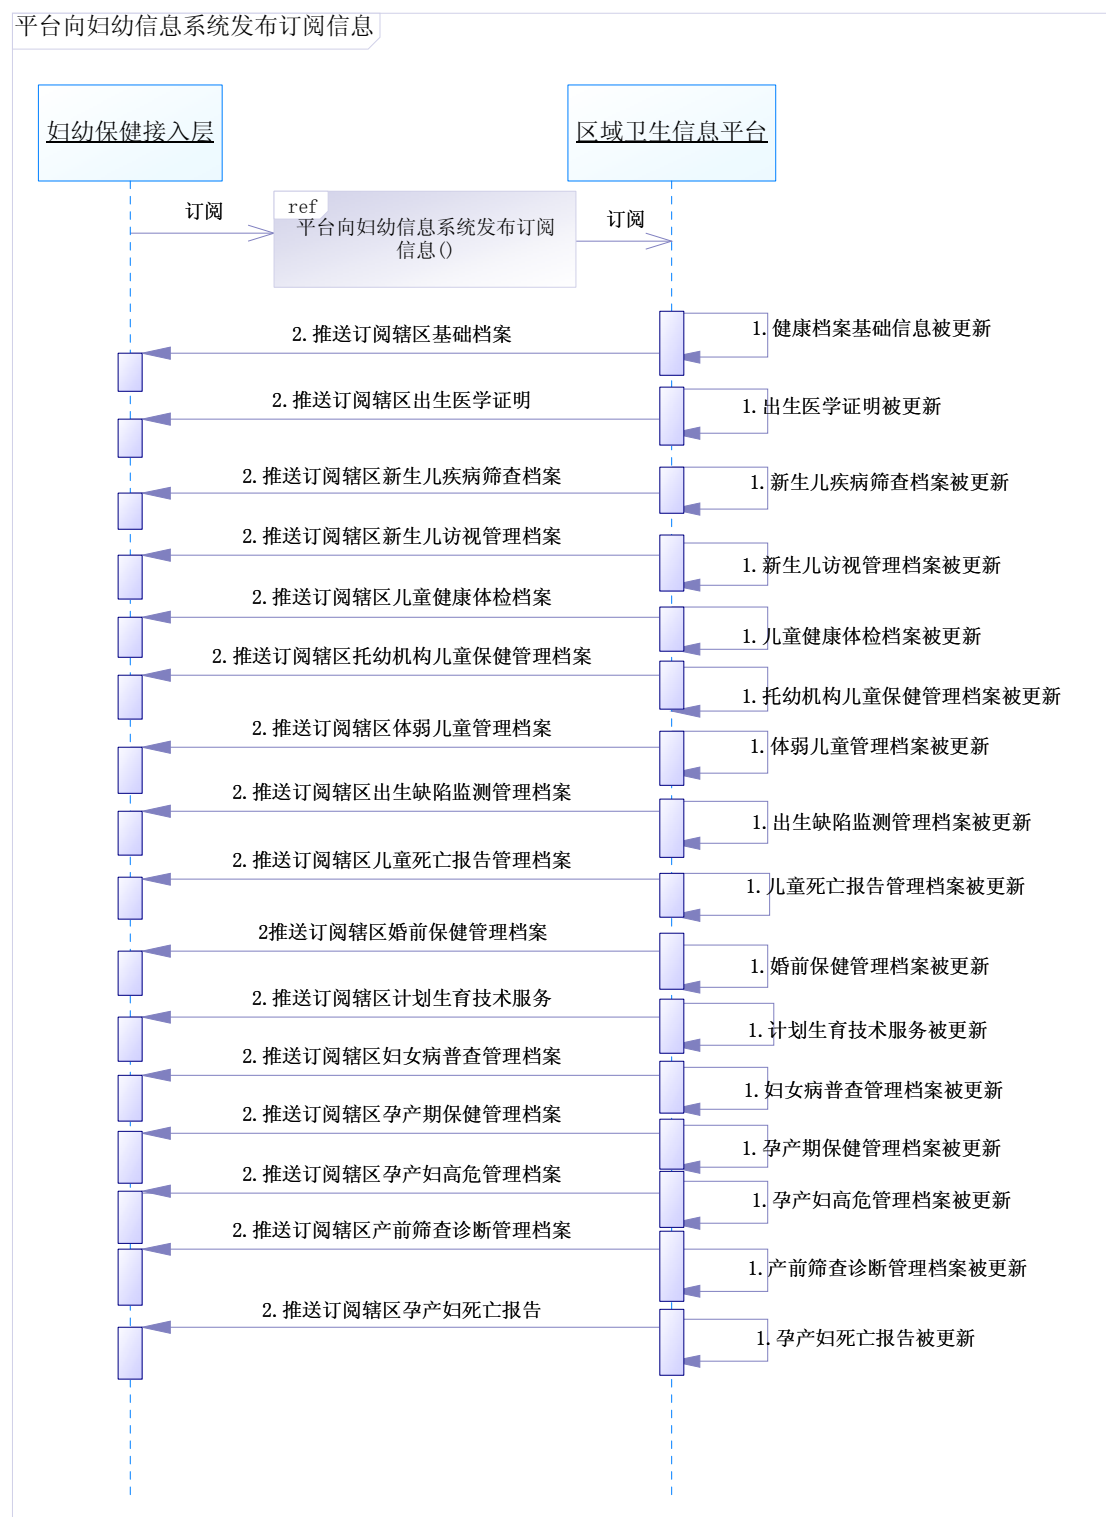 平台向妇幼信息系统发布订阅信息
妇幼保健接入层
区域卫生信息平台
订阅
ref
平台向妇幼信息系统发布订阅
信息()
订阅
1.健康档案基础信息被更新
2.推送订阅辖区基础档案
2.推送订阅辖区出生医学证明
1.出生医学证明被更新
2.推送订阅辖区新生儿疾病筛查档案
1.新生儿疾病筛查档案被更新
2.推送订阅辖区新生儿访视管理档案
1.新生儿访视管理档案被更新
2.推送订阅辖区儿童健康体检档案
1.儿童健康体检档案被更新
2.推送订阅辖区托幼机构儿童保健管理档案
1.托幼机构儿童保健管理档案被更新
2.推送订阅辖区体弱儿童管理档案
1.体弱儿童管理档案被更新
2.推送订阅辖区出生缺陷监测管理档案
1.出生缺陷监测管理档案被更新
2.推送订阅辖区儿童死亡报告管理档案
1.儿童死亡报告管理档案被更新
2推送订阅辖区婚前保健管理档案
1.婚前保健管理档案被更新
2.推送订阅辖区计划生育技术服务
1.计划生育技术服务被更新
2.推送订阅辖区妇女病普查管理档案
1.妇女病普查管理档案被更新
2.推送订阅辖区孕产期保健管理档案
1.孕产期保健管理档案被更新
2.推送订阅辖区孕产妇高危管理档案
1.孕产妇高危管理档案被更新
2.推送订阅辖区产前筛查诊断管理档案
1.产前筛查诊断管理档案被更新
2.推送订阅辖区孕产妇死亡报告
1.孕产妇死亡报告被更新